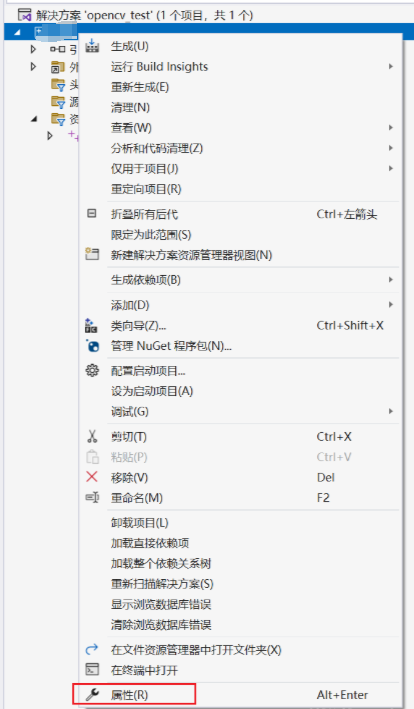 解决方案 'opencv_test' (1 个项目，共 1 个)
引
外
头
源
资
生成(U)
运行 Build Insights
重新生成(E)
清理(N)
查看(W)
分析和代码清理(Z)
仅用于项目(J)
重定向项目(R)
折叠所有后代 Ctrl+左箭头
限定为此范围(S)
新建解决方案资源管理器视图(N)
生成依赖项(B)
添加(D)
类向导(Z)... Ctrl+Shift+X
管理 NuGet 程序包(N)...
配置启动项目...
设为启动项目(A)
调试(G)
剪切(T) Ctrl+X
粘贴(P) Ctrl+V
移除(V) Del
重命名(M) F2
卸载项目(L)
加载直接依赖项
加载整个依赖关系树
重新扫描解决方案(S)
显示浏览数据库错误
清除浏览数据库错误
在文件资源管理器中打开文件夹(X)
在终端中打开
属性(R) Alt+Enter